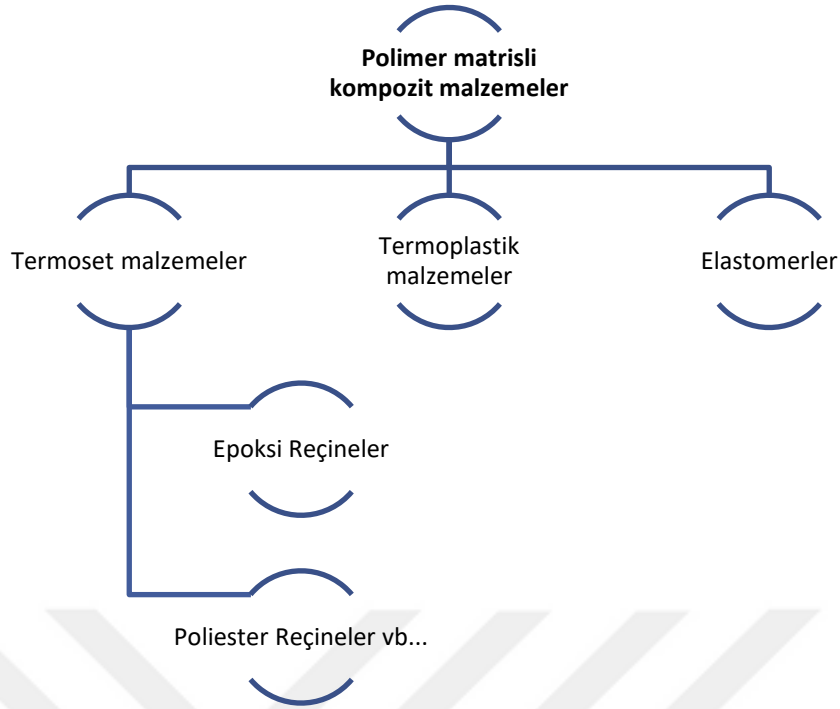 Polimer matrisli
kompozit malzemeler
Termoset malzemeler
Termoplastik
malzemeler
Elastomerler
Epoksi Reçineler
Poliester Reçineler vb...